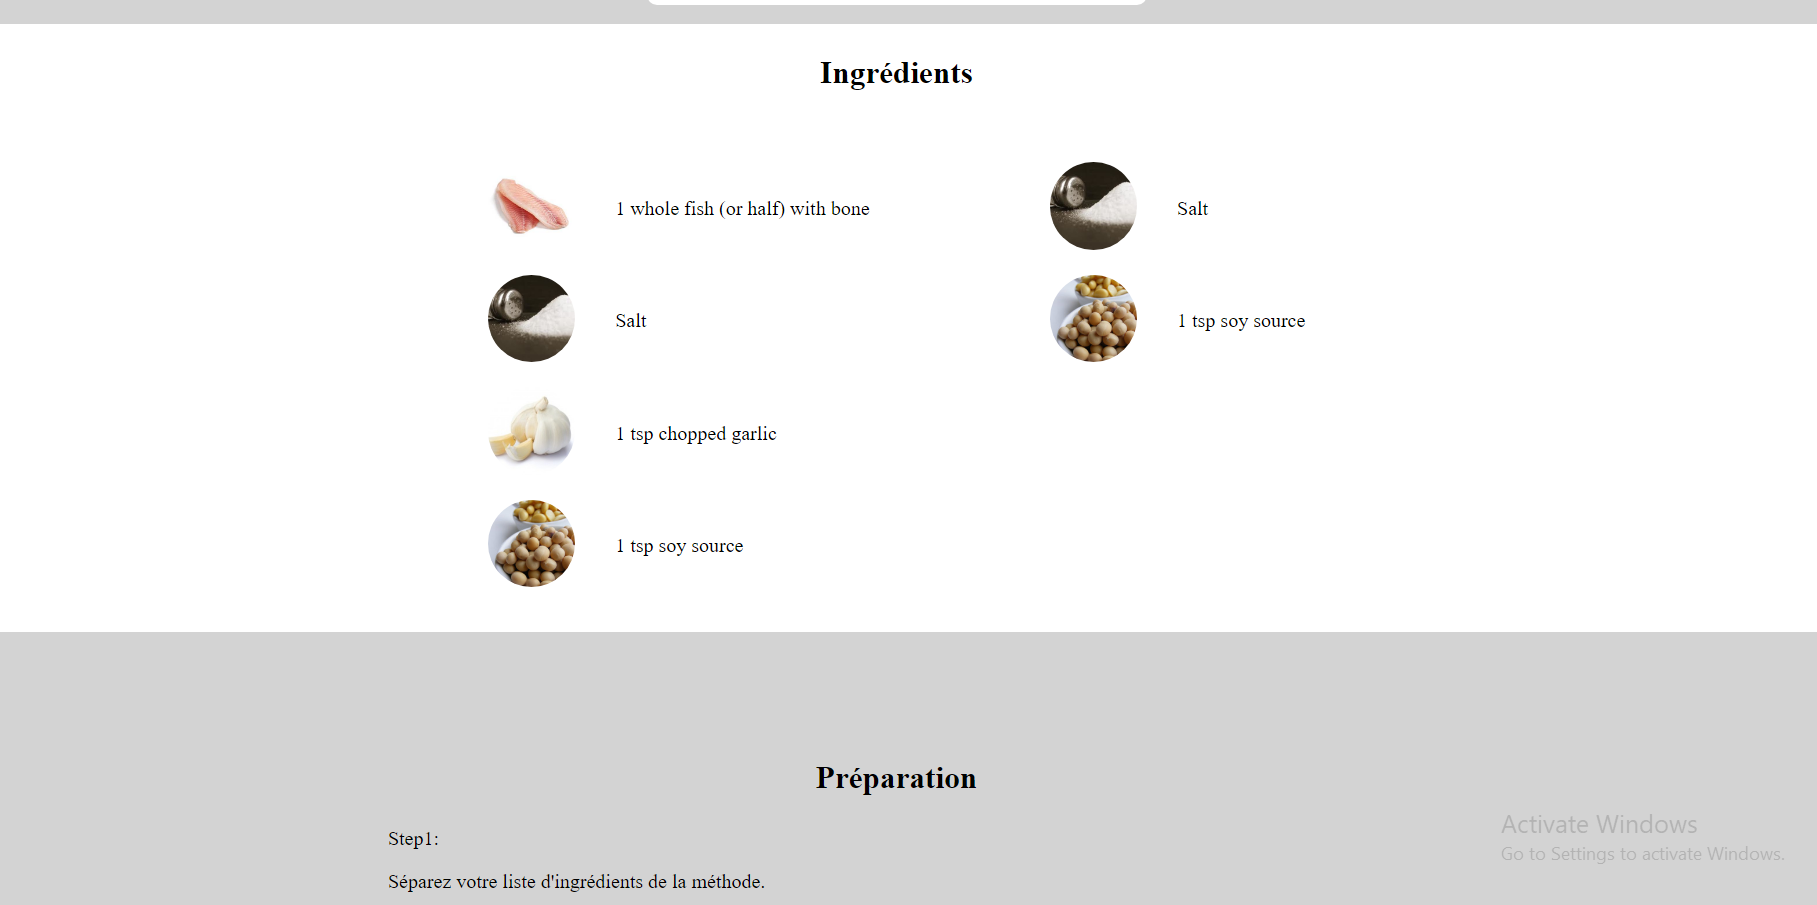 Ingrédients
1 whole fish (or half) with bone
Salt
Salt
1 tsp soy source
1 tsp chopped garlic
1 tsp soy source
Préparation
Step1:
Séparez votre liste d'ingrédients de la méthode.
Activate Windows
Go to Settings to activate Windows.